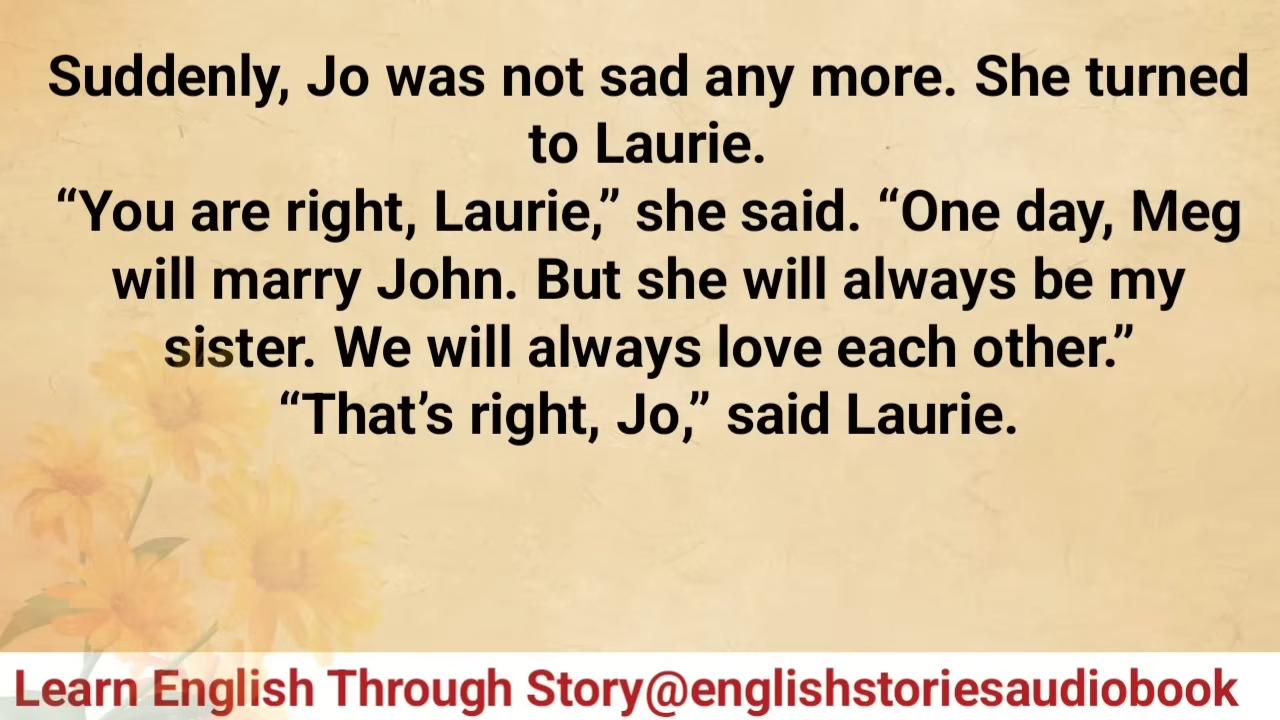 Suddenly, Jo was not sad any more. She turned
to Laurie.
“You are right, Laurie,” she said. “One day, Meg
will marry John. But she will always be my
sister. We will always love each other.”
“That’s right, Jo,” said Laurie.
Learn English Through Story@englishstoriesaudiobook